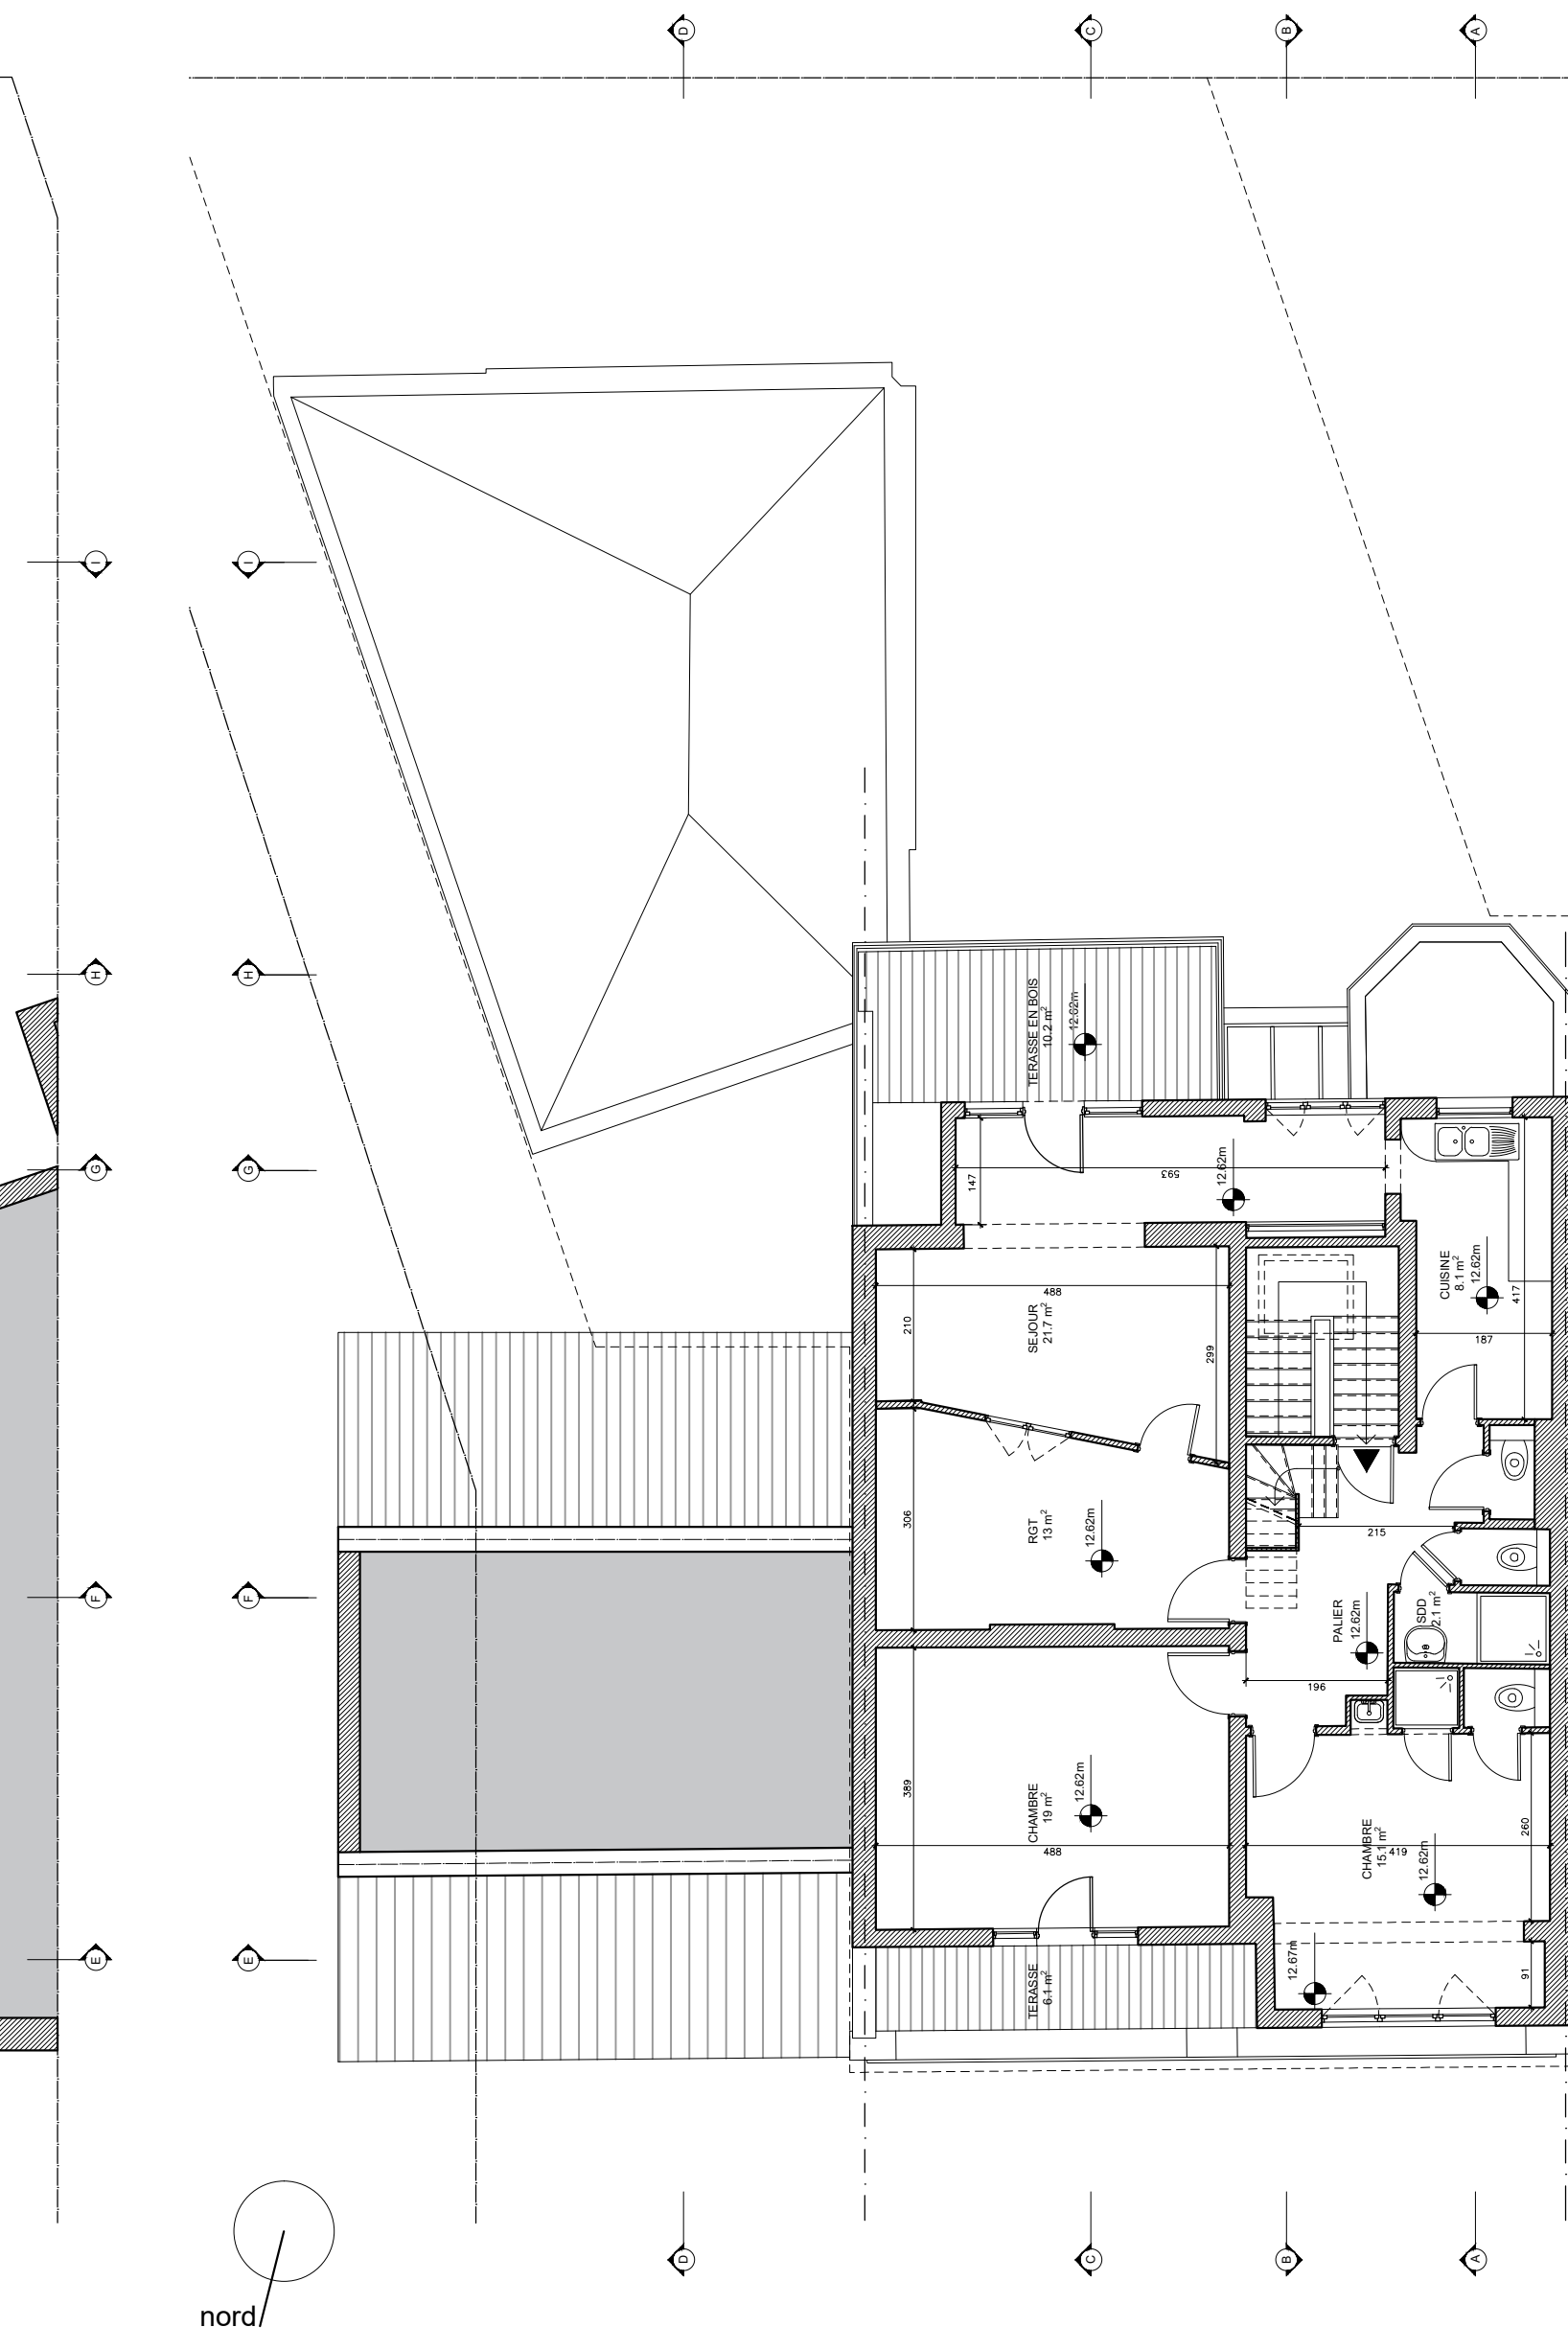 D
C
B
A
I
I
H
H
TERASSE EN BOIS
10.2 m²
12.62m
G
G
147
593
12.62m
CUISINE
8.1 m²
12.62m
417
187
488
SEJOUR
21.7 m²
210
299
RGT
13 m²
12.62m
306
215
F
F
PALIER
12.62m
SDD
2.1 m²
196
CHAMBRE
19 m²
12.62m
389
488
CHAMBRE
15.1 m²
12.62m
419
260
E
E
TERASSE
6.1 m²
12.67m
91
D
C
B
A
nord